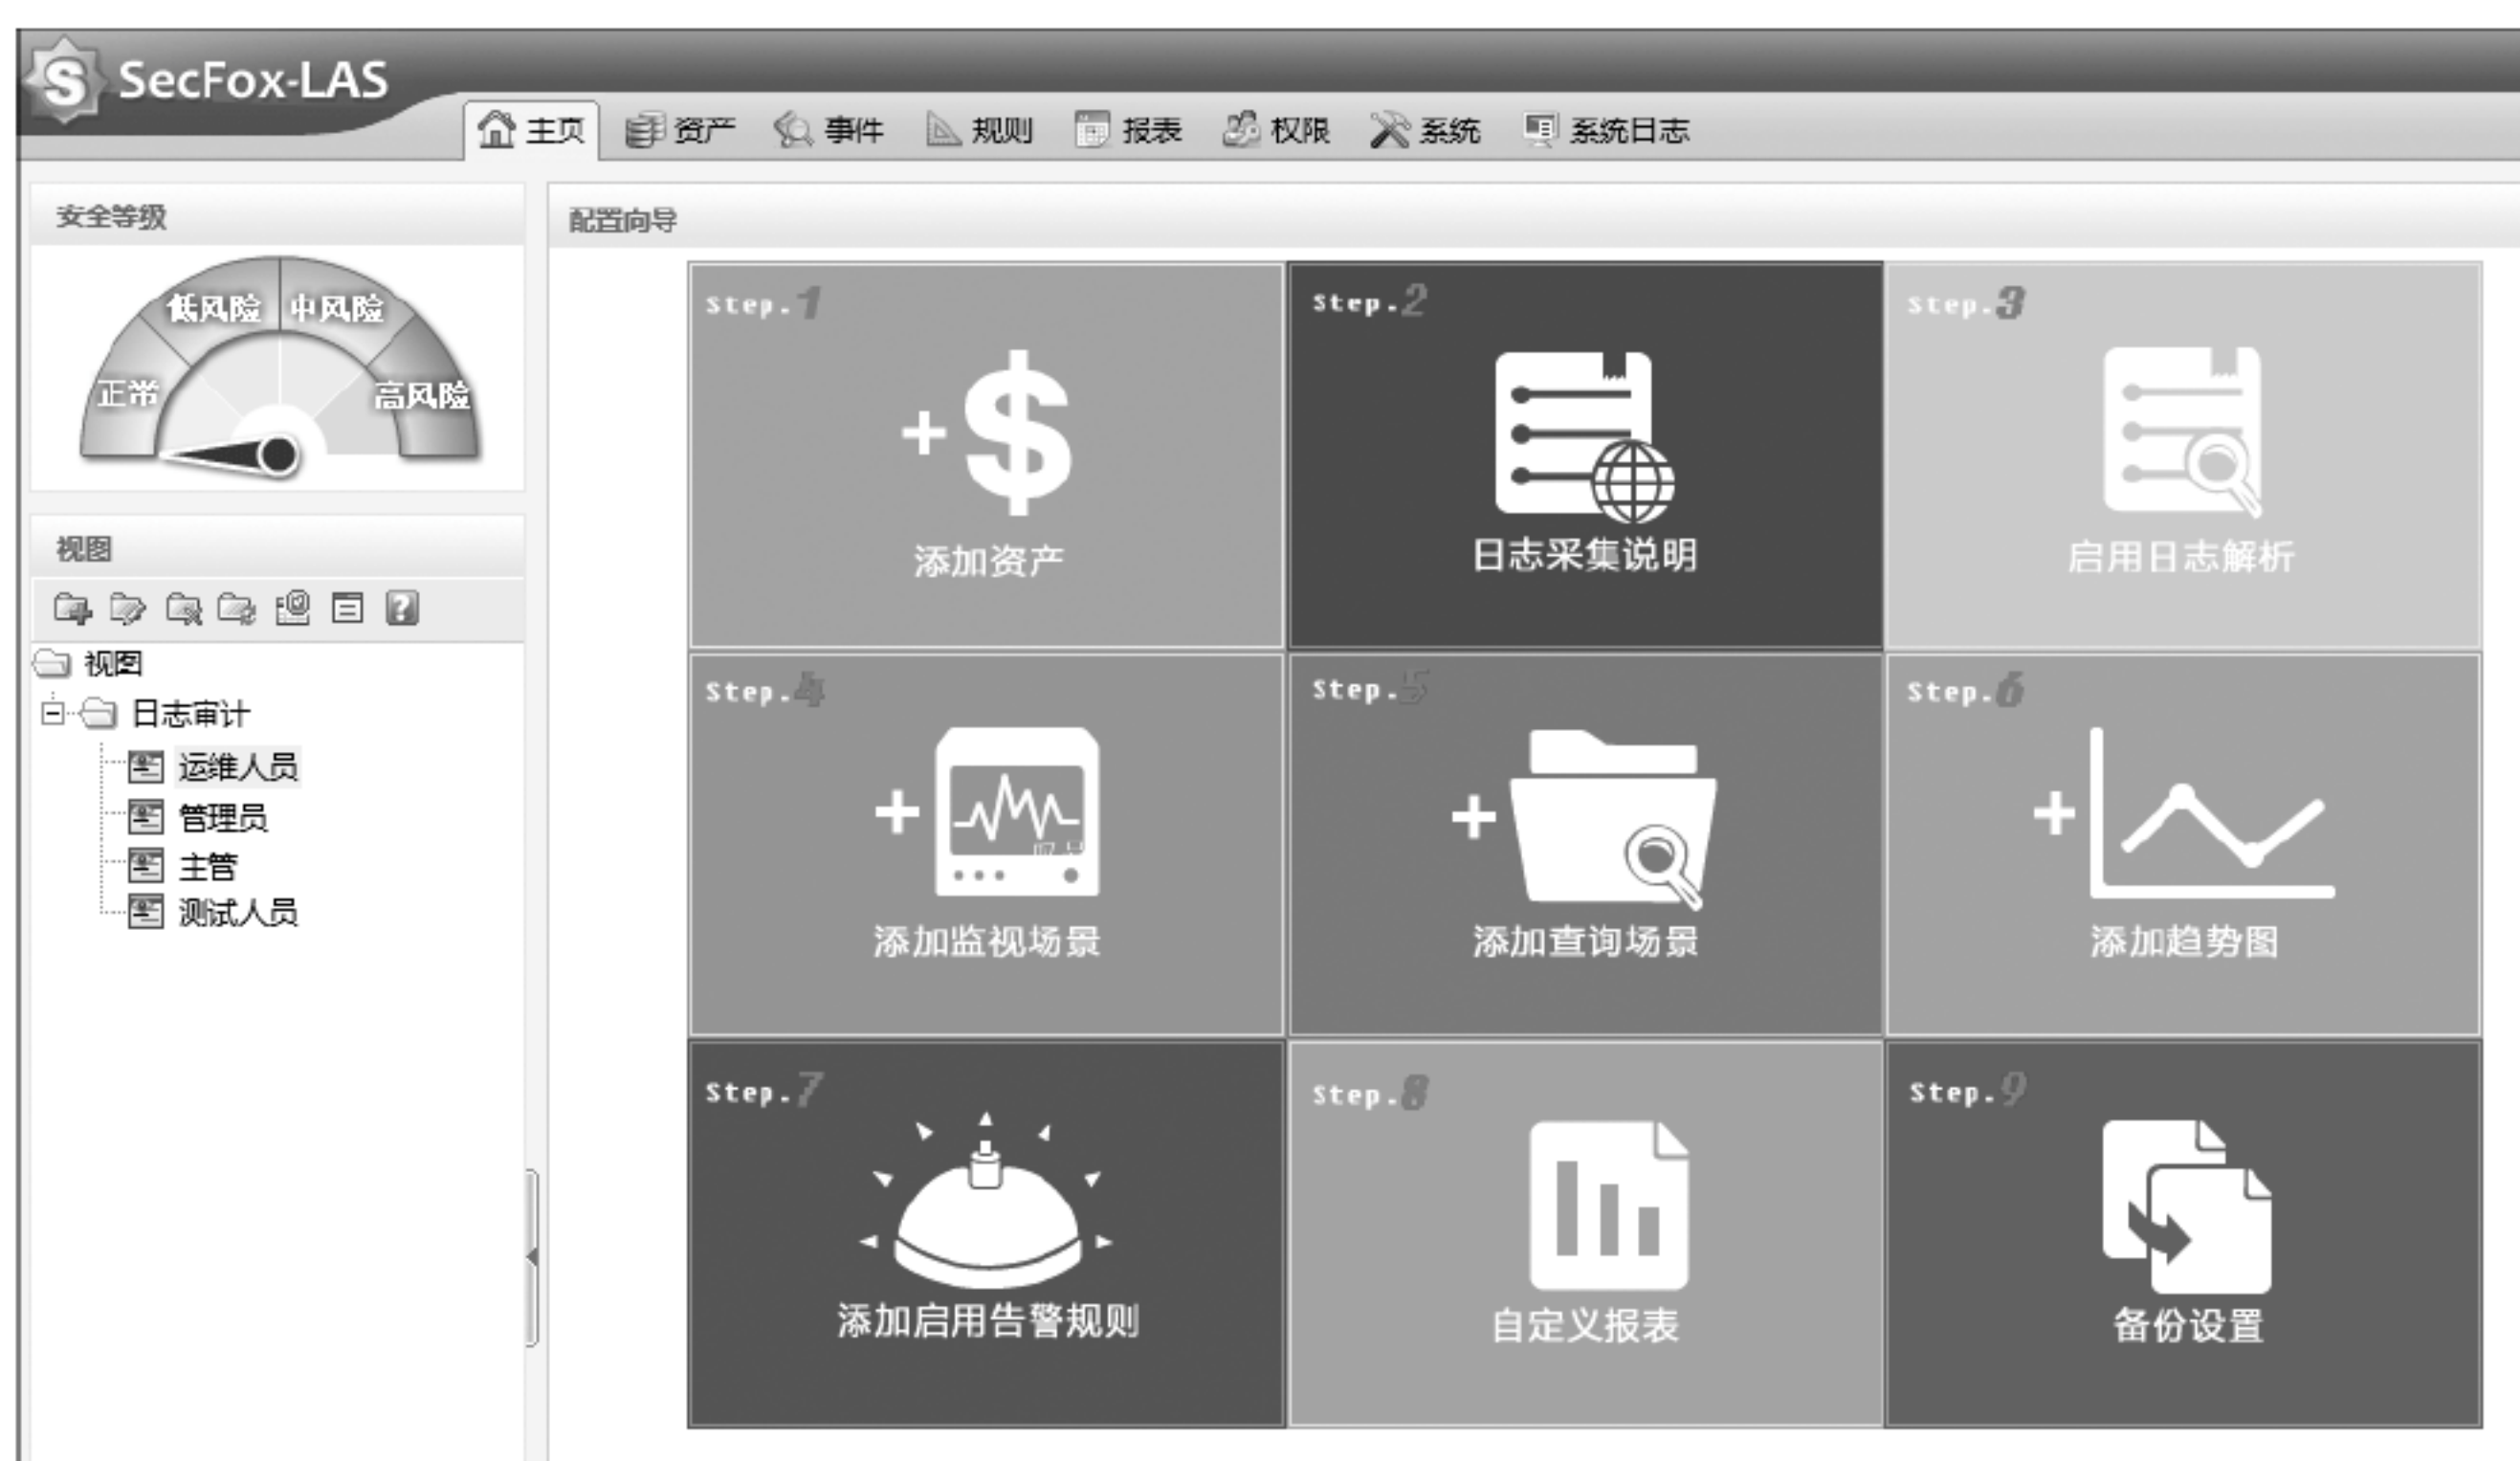 SecFox-LAS
主页 资产 事件 规则 报表 权限 系统 系统日志
安全等级
低风险 中风险
正常 高风险
视图
视图
日志审计
运维人员
管理员
主管
测试人员
配置向导
Step.1
添加资产
Step.2
日志采集说明
Step.3
启用日志解析
Step.4
添加监视场景
Step.5
添加查询场景
Step.6
添加趋势图
Step.7
添加启用告警规则
Step.8
自定义报表
Step.9
备份设置